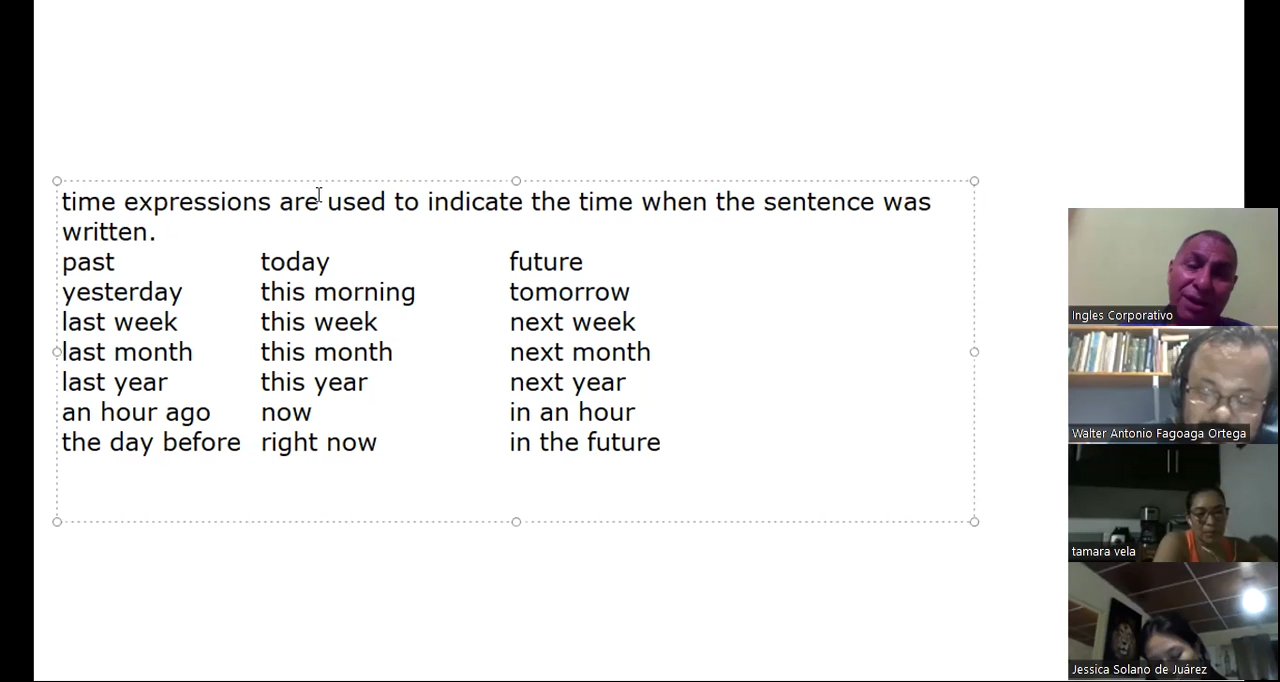 time expressions are used to indicate the time when the sentence was
written.
past today future
yesterday this morning tomorrow
last week this week next week
last month this month next month
last year this year next year
an hour ago now in an hour
the day before right now in the future
Ingles Corporativo
Walter Antonio Fagoaga Ortega
tamara vela
Jessica Solano de Juárez